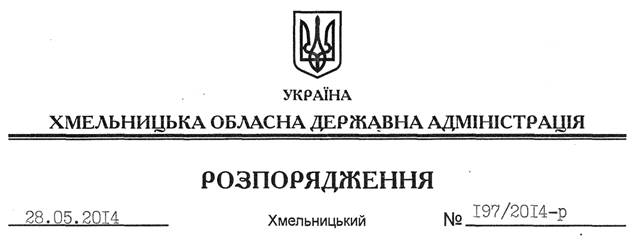 УКРАЇНА
ХМЕЛЬНИЦЬКА ОБЛАСНА ДЕРЖАВНА АДМІНІСТРАЦІЯ
РОЗПОРЯДЖЕННЯ
28.05.2014 Хмельницький № 197/2014-р